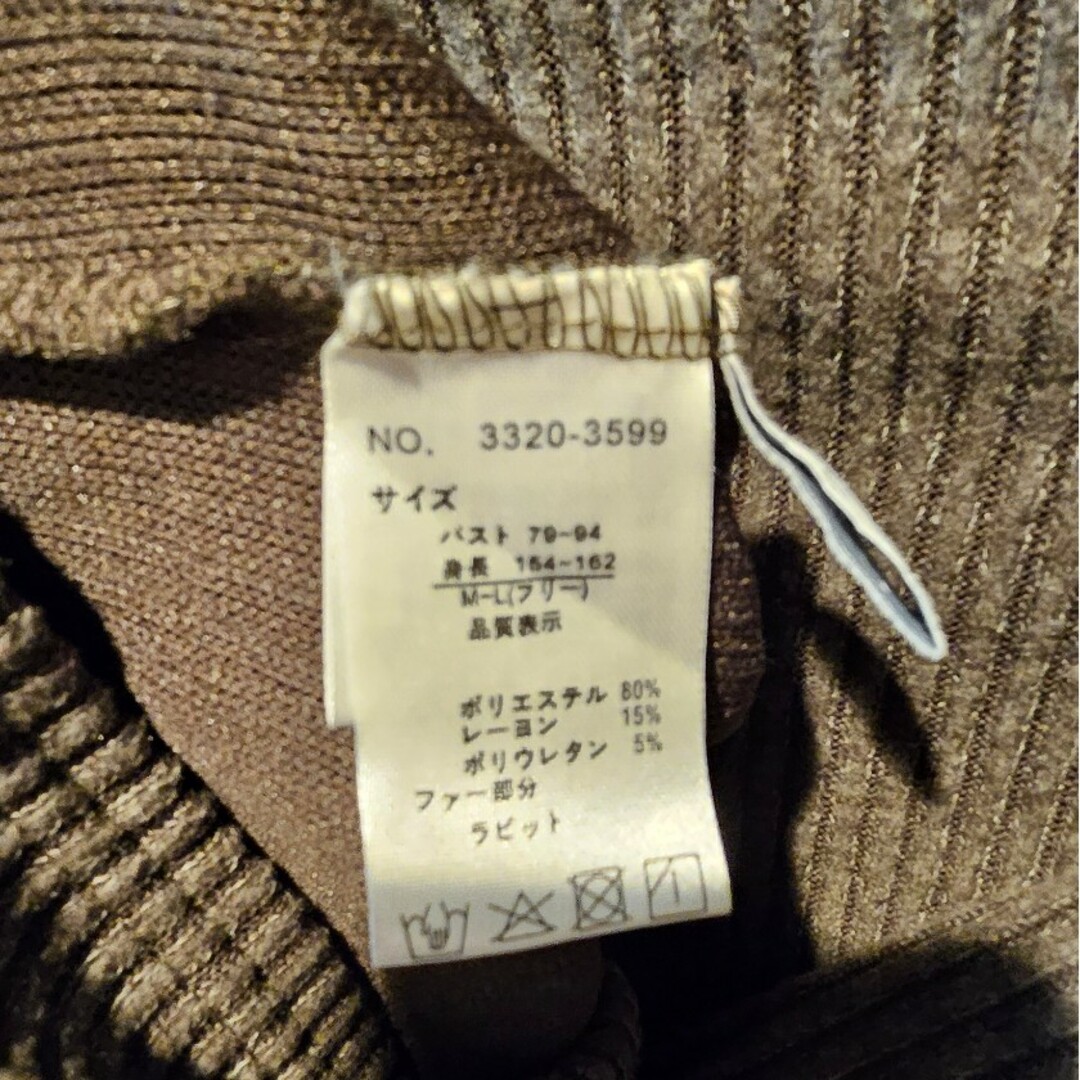 NO. 3320-3599
サイズ
バスト 79~94
身長 154~162
M-L(フリー)
品質表示
ポリエステル 80%
レーヨン 15%
ポリウレタン 5%
ファー部分
ラビット